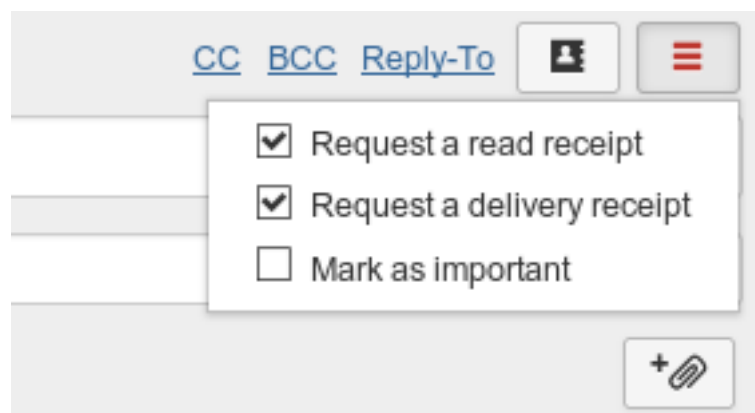 CC BCC Reply-To
Request a read receipt
Request a delivery receipt
Mark as important